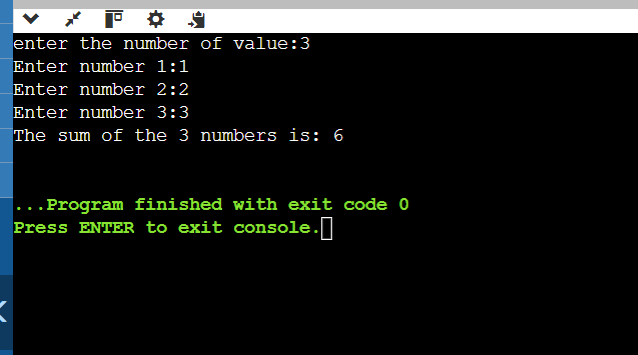 enter the number of value:3
Enter number 1:1
Enter number 2:2
Enter number 3:3
The sum of the 3 numbers is: 6
...Program finished with exit code 0
Press ENTER to exit console.